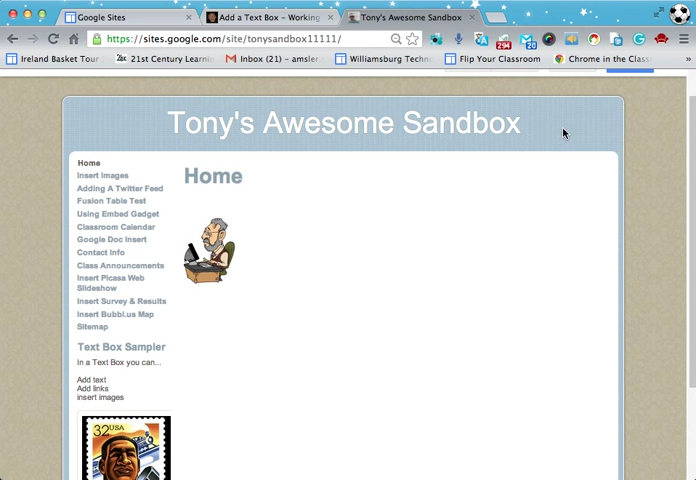 Google Sites
Add a Text Box – Working
Tony's Awesome Sandbox
https://sites.google.com/site/tonysandbox11111/
294
20
Ireland Basket Tour
21st Century Learnin
Inbox (21) – amsler
Williamsburg Techn
Flip Your Classroom
Chrome in the Class
»
Tony's Awesome Sandbox
Home
Insert Images
Adding A Twitter Feed
Fusion Table Test
Using Embed Gadget
Classroom Calendar
Google Doc Insert
Contact Info
Class Announcements
Insert Picasa Web
Slideshow
Insert Survey & Results
Insert Bubbl.us Map
Sitemap
Text Box Sampler
In a Text Box you can...
Add text
Add links
insert images
32USA
Home